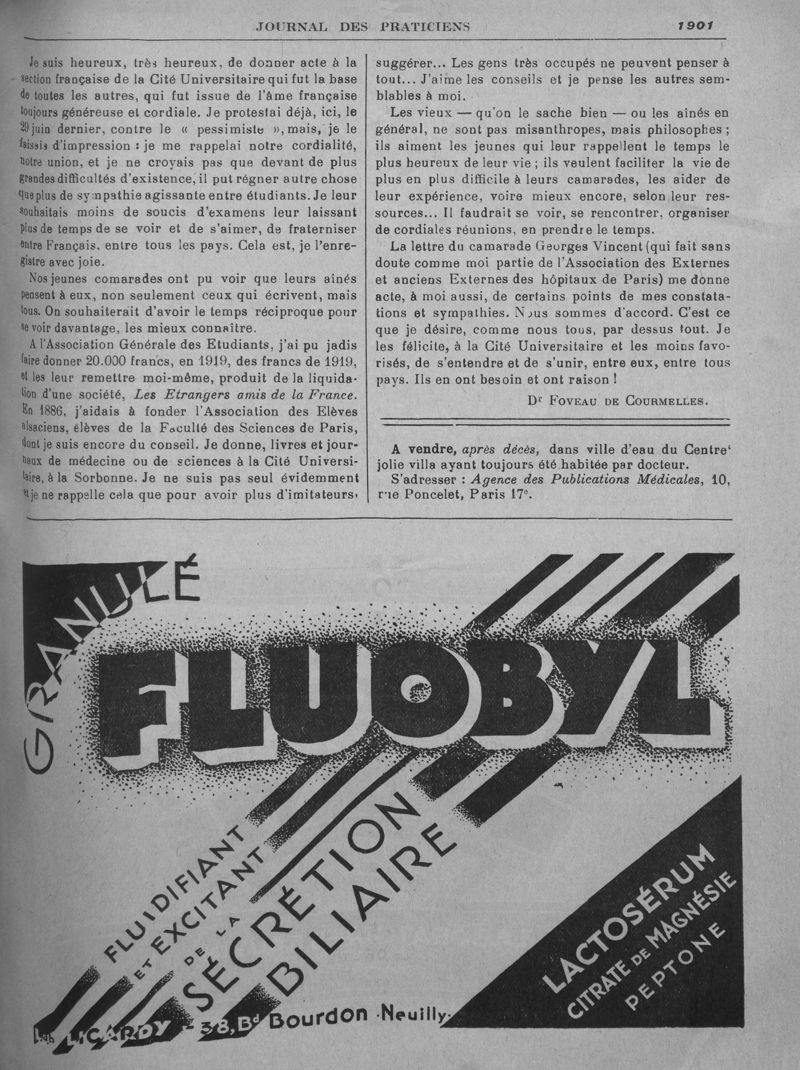 JOURNAL DES PRATICIENS 1901
Je suis heureux, très heureux, de donner acte à la
section française de la Cité Universitaire qui fut la base
de toutes les autres, qui fut issue de l'âme française
toujours généreuse et cordiale. Je protestai déjà, ici, le
29 juin dernier, contre le « pessimiste », mais, je le
faisais d'impression : je me rappelai notre cordialité,
notre union, et je ne croyais pas que devant de plus
grandes difficultés d'existence, il put régner autre chose
que plus de sympathie agissante entre étudiants. Je leur
souhaitais moins de soucis d'examens leur laissant
plus de temps de se voir et de s'aimer, de fraterniser
entre Français, entre tous les pays. Cela est, je l'enre-
gistre avec joie.
Nos jeunes comarades ont pu voir que leurs aînés
pensent à eux, non seulement ceux qui écrivent, mais
tous. On souhaiterait d'avoir le temps réciproque pour
se voir davantage, les mieux connaître.
A l'Association Générale des Etudiants, j'ai pu jadis
faire donner 20.000 francs, en 1919, des francs de 1919,
et les leur remettre moi-même, produit de la liquida-
tion d'une société, Les Etrangers amis de la France.
En 1886, j'aidais à fonder l'Association des Elèves
alsaciens, élèves de la Faculté des Sciences de Paris,
dont je suis encore du conseil. Je donne, livres et jour-
naux de médecine ou de sciences à la Cité Universi-
taire, à la Sorbonne. Je ne suis pas seul évidemment
et je ne rappelle cela que pour avoir plus d'imitateurs,
suggérer... Les gens très occupés ne peuvent penser à
tout... J'aime les conseils et je pense les autres sem-
blables à moi.
Les vieux — qu'on le sache bien — ou les aînés en
général, ne sont pas misanthropes, mais philosophes ;
ils aiment les jeunes qui leur rappellent le temps le
plus heureux de leur vie ; ils veulent faciliter la vie de
plus en plus difficile à leurs camarades, les aider de
leur expérience, voire mieux encore, selon leur res-
sources... Il faudrait se voir, se rencontrer, organiser
de cordiales réunions, en prendre le temps.
La lettre du camarade Georges Vincent (qui fait sans
doute comme moi partie de l'Association des Externes
et anciens Externes des hôpitaux de Paris) me donne
acte, à moi aussi, de certains points de mes constata-
tions et sympathies. Nous sommes d'accord. C'est ce
que je désire, comme nous tous, par dessus tout. Je
les félicite, à la Cité Universitaire et les moins favo-
risés, de s'entendre et de s'unir, entre eux, entre tous
pays. Ils en ont besoin et ont raison !
Dr FOVEAU DE COURMELLES.
A vendre, après décès, dans ville d'eau du Centre
jolie villa ayant toujours été habitée par docteur.
S'adresser : Agence des Publications Médicales, 10,
rue Poncelet, Paris 17e.
GRANULÉ
FLUOBYL
FLUIDIFIANT
ET EXCITANT
DE LA
SÉCRÉTION
BILIAIRE
LACTOSÉRUM
CITRATE DE MAGNÉSIE
PEPTONE
Lab. LICARDY - 38, Bd Bourdon - Neuilly